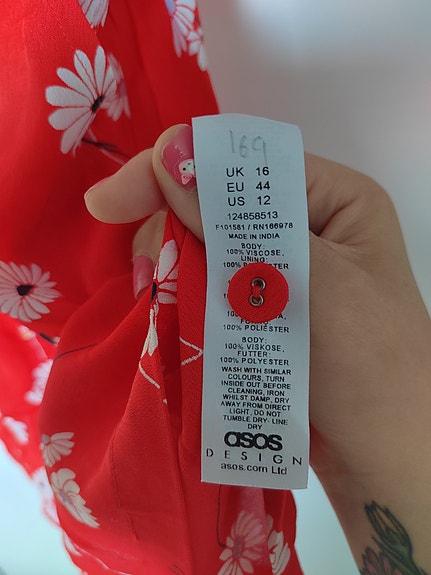 169
UK 16
EU 44
US 12
124858513
F101581 / RN166978
MADE IN INDIA
BODY:
100% VISCOSE,
LINING:
100% POLYESTER
100% POLIÉSTER
BODY:
100% VISKOSE,
FUTTER:
100% POLYESTER
WASH WITH SIMILAR
COLOURS, TURN
INSIDE OUT BEFORE
CLEANING, IRON
WHILST DAMP, DRY
AWAY FROM DIRECT
LIGHT, DO NOT
TUMBLE DRY- LINE
DRY
asos
DESIGN
asos.com Ltd